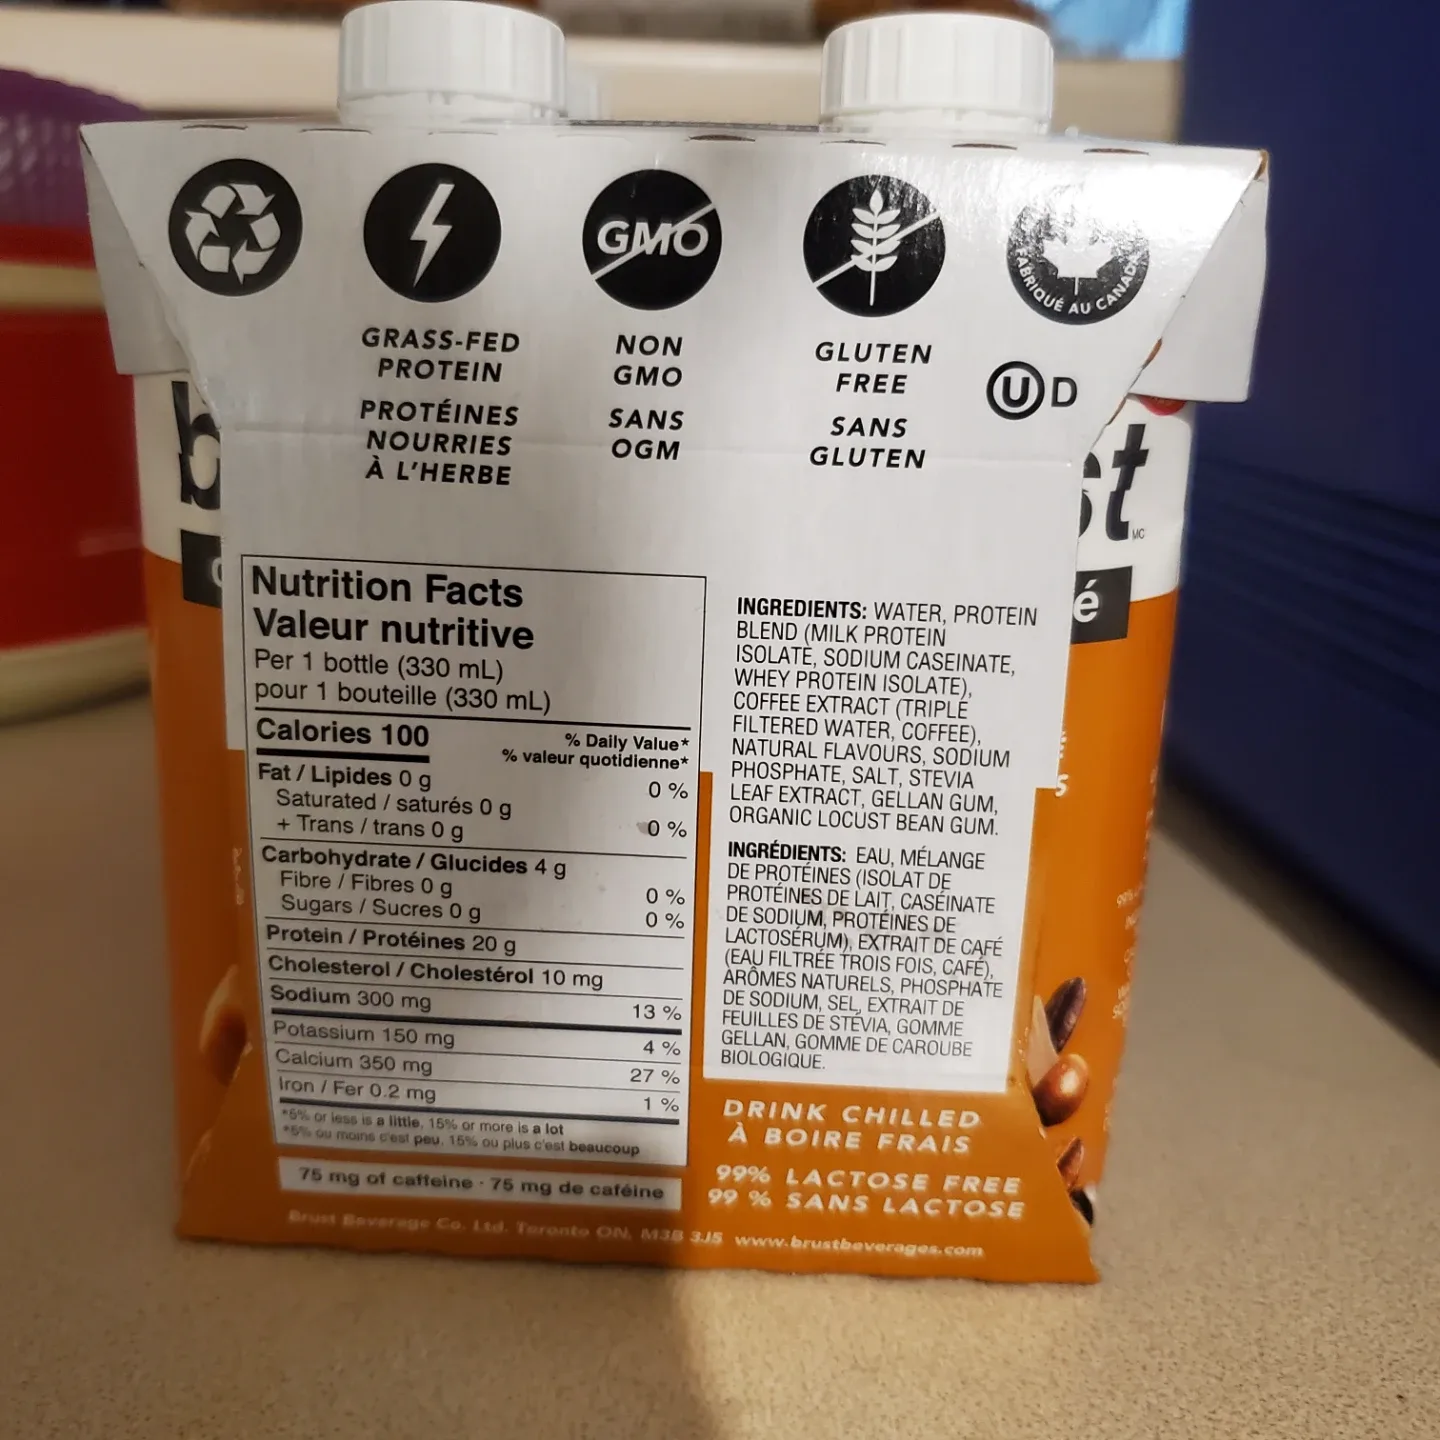 GMO
FABRIQUÉ AU CANADA
GRASS-FED
PROTEIN
PROTÉINES
NOURRIES
À L'HERBE
NON
GMO
SANS
OGM
GLUTEN
FREE
SANS
GLUTEN
U D
b
st
MC
é
Nutrition Facts
Valeur nutritive
Per 1 bottle (330 mL)
pour 1 bouteille (330 mL)
Calories 100
% Daily Value*
% valeur quotidienne*
Fat / Lipides 0 g 0 %
Saturated / saturés 0 g
+ Trans / trans 0 g 0 %
Carbohydrate / Glucides 4 g
Fibre / Fibres 0 g 0 %
Sugars / Sucres 0 g 0 %
Protein / Protéines 20 g
Cholesterol / Cholestérol 10 mg
Sodium 300 mg 13 %
Potassium 150 mg 4 %
Calcium 350 mg 27 %
Iron / Fer 0.2 mg 1 %
*5% or less is a little, 15% or more is a lot
*5% ou moins c'est peu, 15% ou plus c'est beaucoup
75 mg of caffeine · 75 mg de caféine
INGREDIENTS: WATER, PROTEIN
BLEND (MILK PROTEIN
ISOLATE, SODIUM CASEINATE,
WHEY PROTEIN ISOLATE),
COFFEE EXTRACT (TRIPLE
FILTERED WATER, COFFEE),
NATURAL FLAVOURS, SODIUM
PHOSPHATE, SALT, STEVIA
LEAF EXTRACT, GELLAN GUM,
ORGANIC LOCUST BEAN GUM.
INGRÉDIENTS: EAU, MÉLANGE
DE PROTÉINES (ISOLAT DE
PROTÉINES DE LAIT, CASÉINATE
DE SODIUM, PROTÉINES DE
LACTOSÉRUM), EXTRAIT DE CAFÉ
(EAU FILTRÉE TROIS FOIS, CAFÉ),
ARÔMES NATURELS, PHOSPHATE
DE SODIUM, SEL, EXTRAIT DE
FEUILLES DE STÉVIA, GOMME
GELLAN, GOMME DE CAROUBE
BIOLOGIQUE.
DRINK CHILLED
À BOIRE FRAIS
99% LACTOSE FREE
99 % SANS LACTOSE
Brust Beverage Co. Ltd. Toronto ON, M3B 3J5 www.brustbeverages.com